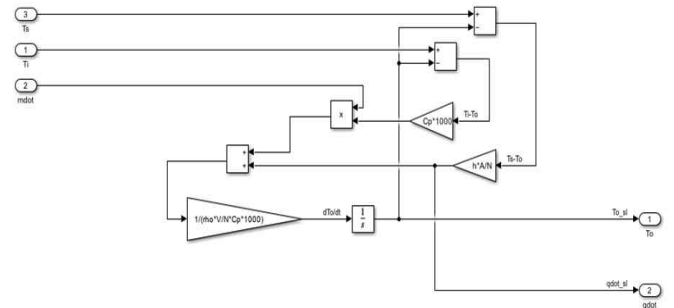 3
Ts
+
−
1
Ti
+
−
2
mdot
x
Cp*1000
Ti-To
+
+
h*A/N
Ts-To
1/(rho*V/N*Cp*1000)
dTo/dt
1
s
To_sl
1
To
qdot_sl
2
qdot